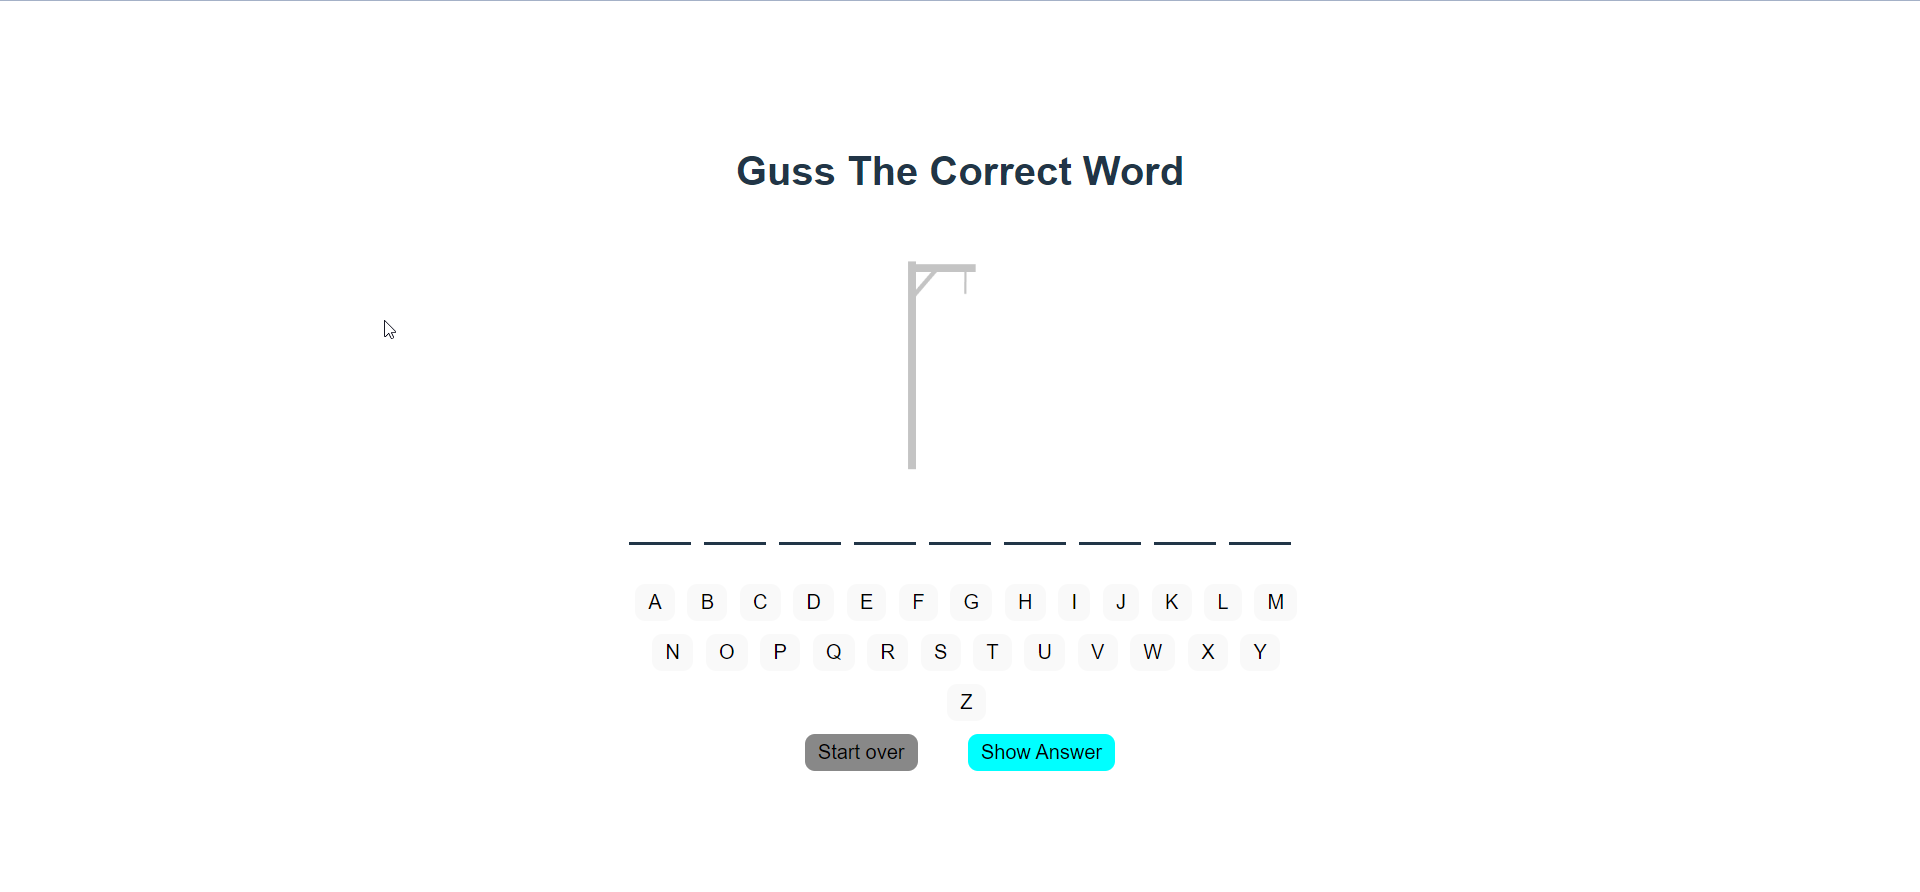 Guss The Correct Word
A B C D E F G H I J K L M
N O P Q R S T U V W X Y
Z
Start over Show Answer